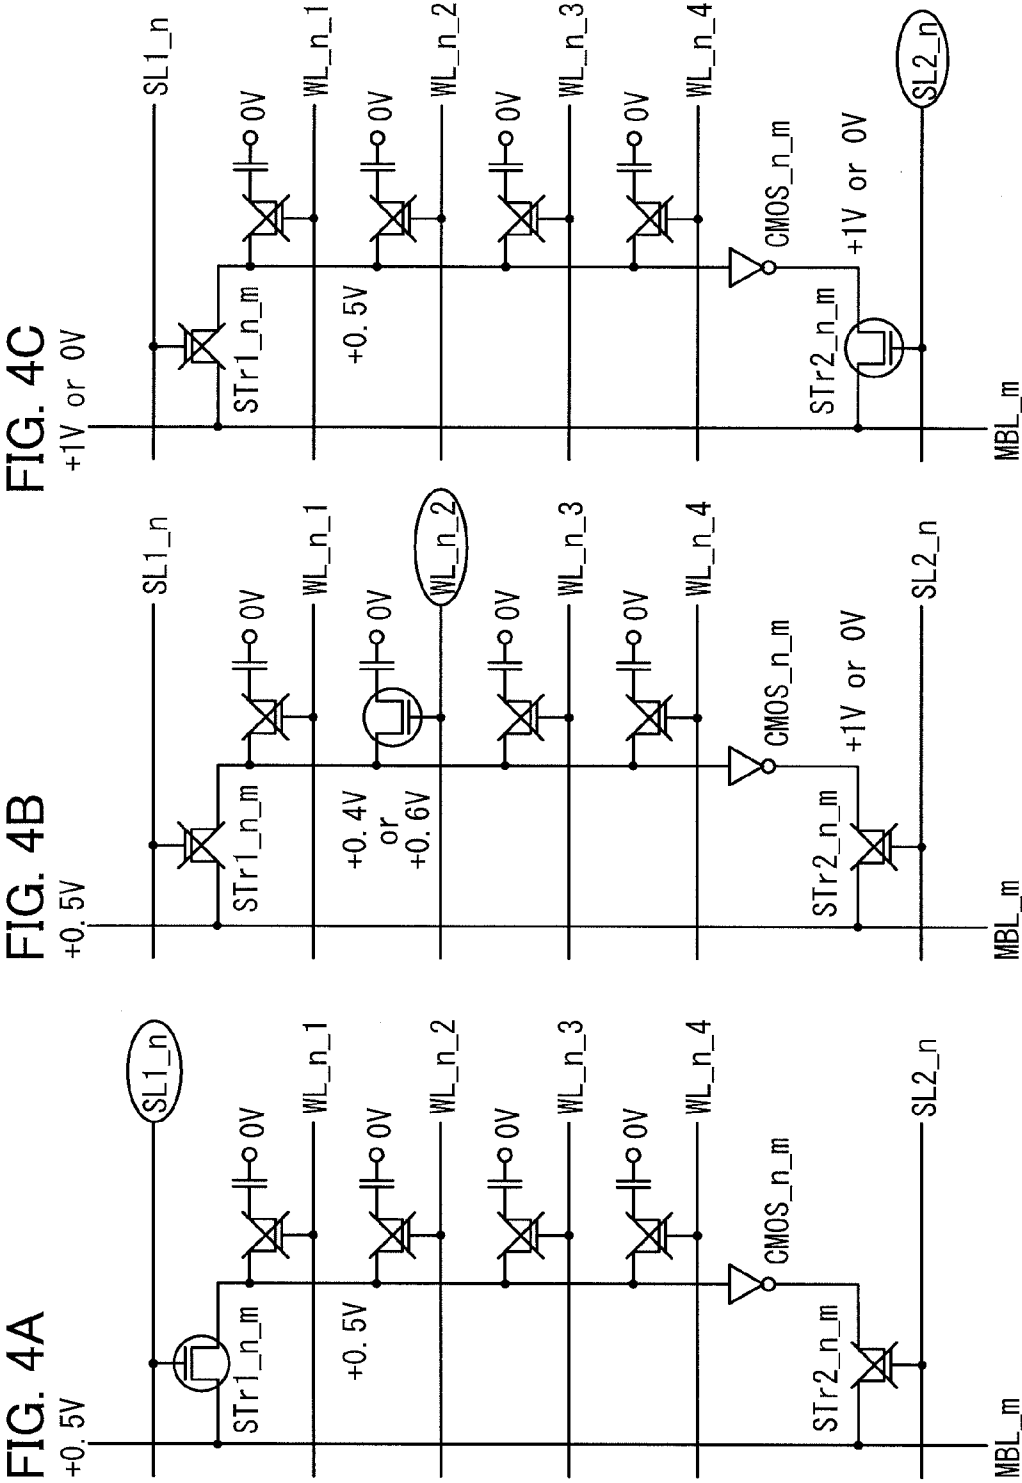 FIG. 4A
+0.5V
SL1_n
STr1_n_m
0V
WL_n_1
0V
+0.5V
WL_n_2
0V
WL_n_3
0V
WL_n_4
CMOS_n_m
STr2_n_m
SL2_n
MBL_m
FIG. 4B
+0.5V
SL1_n
STr1_n_m
0V
WL_n_1
0V
+0.4V
or
+0.6V
WL_n_2
0V
WL_n_3
0V
WL_n_4
CMOS_n_m
STr2_n_m
+1V or 0V
SL2_n
MBL_m
FIG. 4C
+1V or 0V
SL1_n
STr1_n_m
0V
WL_n_1
0V
+0.5V
WL_n_2
0V
WL_n_3
0V
WL_n_4
CMOS_n_m
STr2_n_m
+1V or 0V
SL2_n
MBL_m